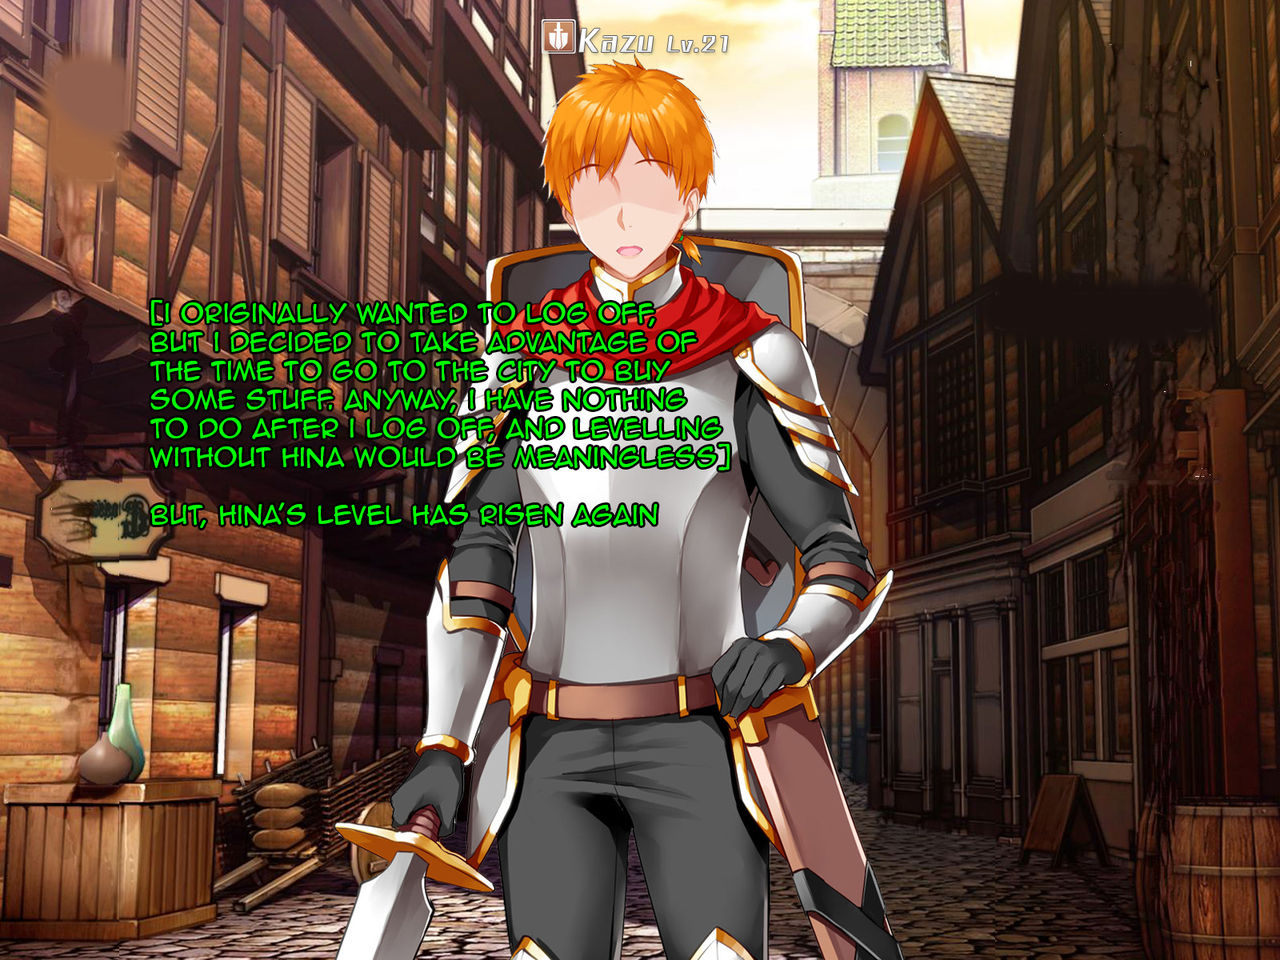 Kazu Lv.21
[I ORIGINALLY WANTED TO LOG OFF,
BUT I DECIDED TO TAKE ADVANTAGE OF
THE TIME TO GO TO THE CITY TO BUY
SOME STUFF. ANYWAY, I HAVE NOTHING
TO DO AFTER I LOG OFF, AND LEVELLING
WITHOUT HINA WOULD BE MEANINGLESS]
BUT, HINA'S LEVEL HAS RISEN AGAIN